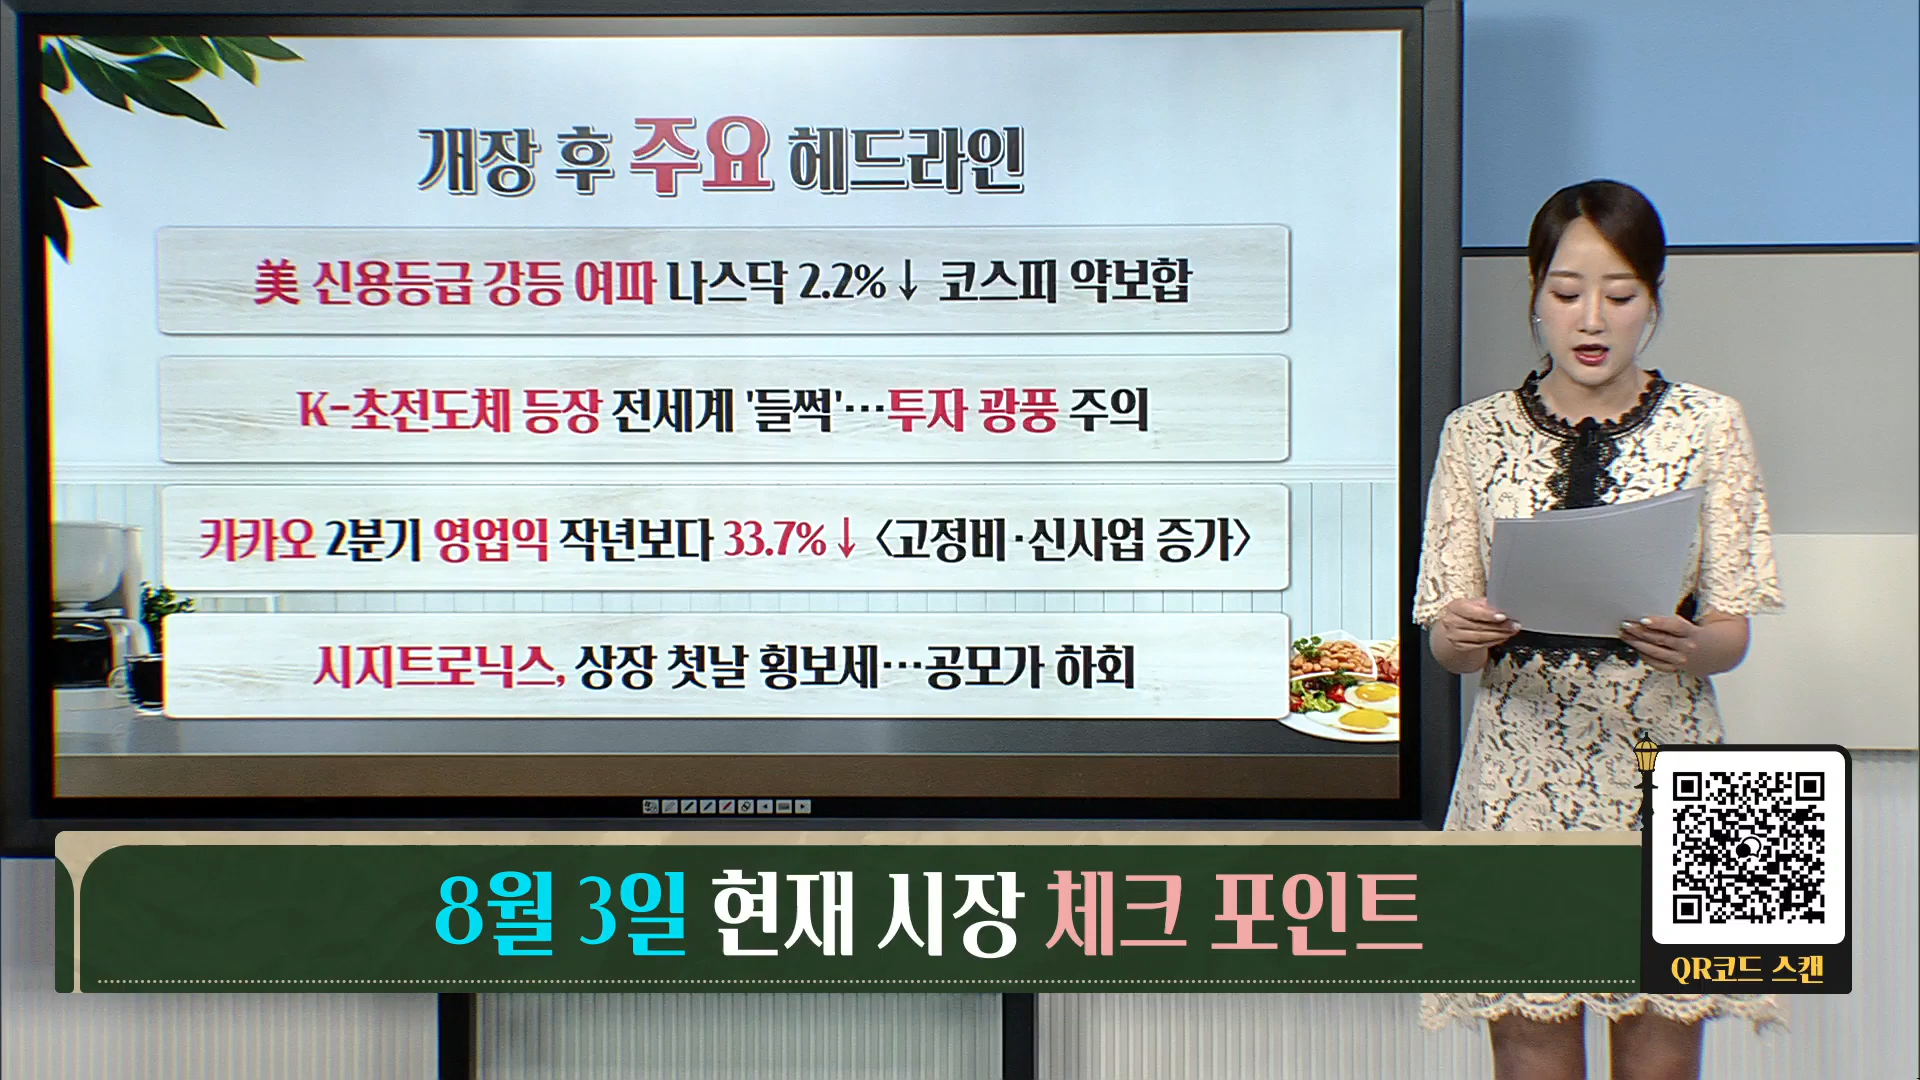 개장 후 주요 헤드라인
美 신용등급 강등 여파 나스닥 2.2%↓ 코스피 약보합
K-초전도체 등장 전세계 '들썩'…투자 광풍 주의
카카오 2분기 영업익 작년보다 33.7%↓〈고정비·신사업 증가〉
시지트로닉스, 상장 첫날 횡보세…공모가 하회
8월 3일 현재 시장 체크 포인트
QR코드 스캔